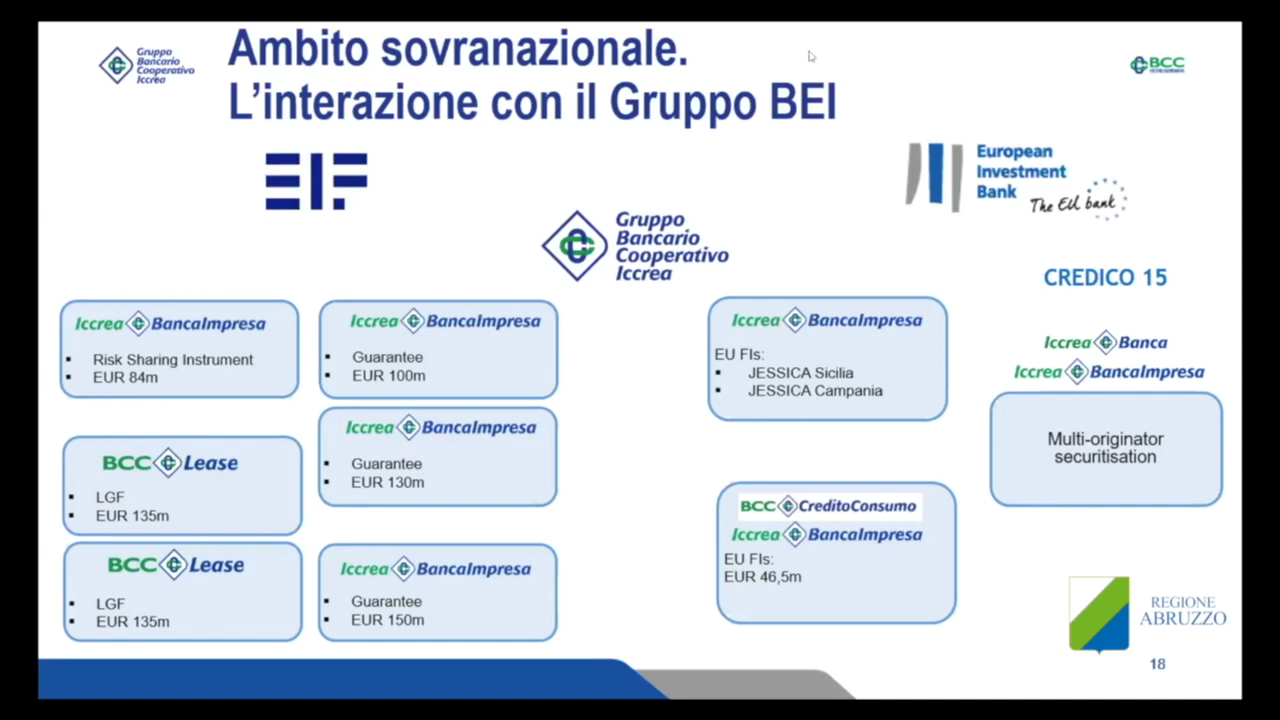 Gruppo
Bancario
Cooperativo
Iccrea
Ambito sovranazionale.
L'interazione con il Gruppo BEI
BCC
EIF
European
Investment
Bank
The EU bank
Gruppo
Bancario
Cooperativo
Iccrea
Iccrea BancaImpresa
▪ Risk Sharing Instrument
▪ EUR 84m
BCC Lease
▪ LGF
▪ EUR 135m
BCC Lease
▪ LGF
▪ EUR 135m
Iccrea BancaImpresa
▪ Guarantee
▪ EUR 100m
Iccrea BancaImpresa
▪ Guarantee
▪ EUR 130m
Iccrea BancaImpresa
▪ Guarantee
▪ EUR 150m
Iccrea BancaImpresa
EU FIs:
▪ JESSICA Sicilia
▪ JESSICA Campania
BCC CreditoConsumo
Iccrea BancaImpresa
EU FIs:
EUR 46,5m
CREDICO 15
Iccrea Banca
Iccrea BancaImpresa
Multi-originator
securitisation
REGIONE
ABRUZZO
18